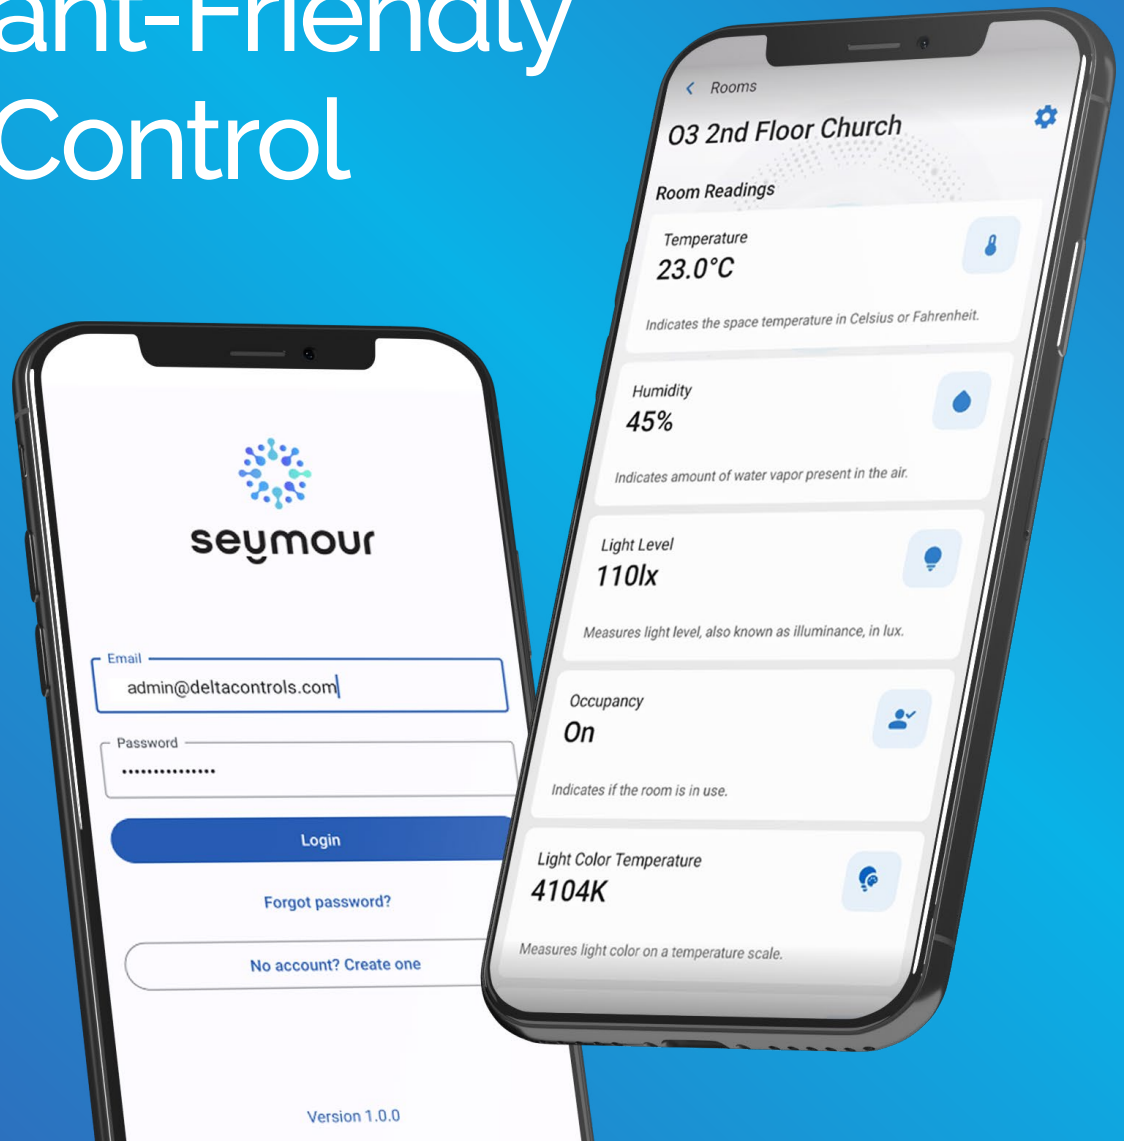 ant-Friendly
Control
seymour
Email
admin@deltacontrols.com
Password
Login
Forgot password?
No account? Create one
Version 1.0.0
Rooms
O3 2nd Floor Church
Room Readings
Temperature
23.0°C
Indicates the space temperature in Celsius or Fahrenheit.
Humidity
45%
Indicates amount of water vapor present in the air.
Light Level
110lx
Measures light level, also known as illuminance, in lux.
Occupancy
On
Indicates if the room is in use.
Light Color Temperature
4104K
Measures light color on a temperature scale.